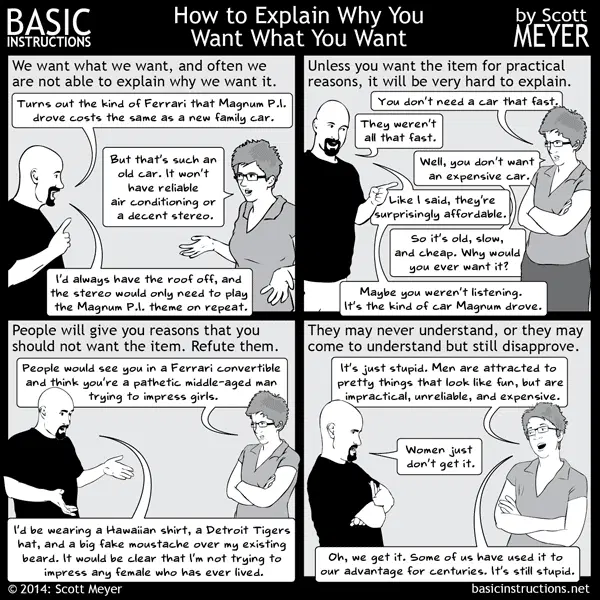 BASIC
INSTRUCTIONS
How to Explain Why You
Want What You Want
by Scott
MEYER
We want what we want, and often we
are not able to explain why we want it.
Turns out the kind of Ferrari that Magnum P.I.
drove costs the same as a new family car.
But that's such an
old car. It won't
have reliable
air conditioning or
a decent stereo.
I'd always have the roof off, and
the stereo would only need to play
the Magnum P.I. theme on repeat.
Unless you want the item for practical
reasons, it will be very hard to explain.
You don't need a car that fast.
They weren't
all that fast.
Well, you don't want
an expensive car.
Like I said, they're
surprisingly affordable.
So it's old, slow,
and cheap. Why would
you ever want it?
Maybe you weren't listening.
It's the kind of car Magnum drove.
People will give you reasons that you
should not want the item. Refute them.
People would see you in a Ferrari convertible
and think you're a pathetic middle-aged man
trying to impress girls.
I'd be wearing a Hawaiian shirt, a Detroit Tigers
hat, and a big fake moustache over my existing
beard. It would be clear that I'm not trying to
impress any female who has ever lived.
They may never understand, or they may
come to understand but still disapprove.
It's just stupid. Men are attracted to
pretty things that look like fun, but are
impractical, unreliable, and expensive.
Women just
don't get it.
Oh, we get it. Some of us have used it to
our advantage for centuries. It's still stupid.
© 2014: Scott Meyer
basicinstructions.net